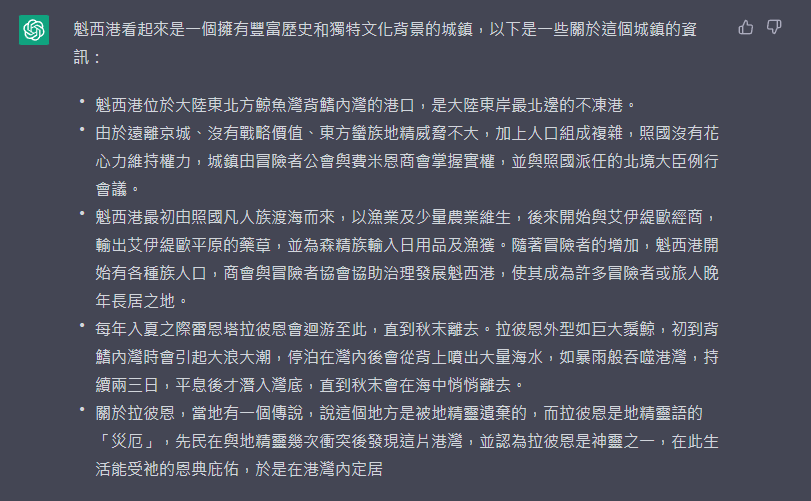 魁西港看起來是一個擁有豐富歷史和獨特文化背景的城鎮，以下是一些關於這個城鎮的資
訊：
• 魁西港位於大陸東北方鯨魚灣背鰭內灣的港口，是大陸東岸最北邊的不凍港。
• 由於遠離京城、沒有戰略價值、東方蠻族地精威脅不大，加上人口組成複雜，照國沒有花
心力維持權力，城鎮由冒險者公會與費米恩商會掌握實權，並與照國派任的北境大臣例行
會議。
• 魁西港最初由照國凡人族渡海而來，以漁業及少量農業維生，後來開始與艾伊緹歐經商，
輸出艾伊緹歐平原的藥草，並為森精族輸入日用品及漁獲。隨著冒險者的增加，魁西港開
始有各種族人口，商會與冒險者協會協助治理發展魁西港，使其成為許多冒險者或旅人晚
年長居之地。
• 每年入夏之際雷恩塔拉彼恩會迴游至此，直到秋末離去。拉彼恩外型如巨大鬚鯨，初到背
鰭內灣時會引起大浪大潮，停泊在灣內後會從背上噴出大量海水，如暴雨般吞噬港灣，持
續兩三日，平息後才潛入灣底，直到秋末會在海中悄悄離去。
• 關於拉彼恩，當地有一個傳說，說這個地方是被地精靈遺棄的，而拉彼恩是地精靈語的
「災厄」，先民在與地精靈幾次衝突後發現這片港灣，並認為拉彼恩是神靈之一，在此生
活能受祂的恩典庇佑，於是在港灣內定居